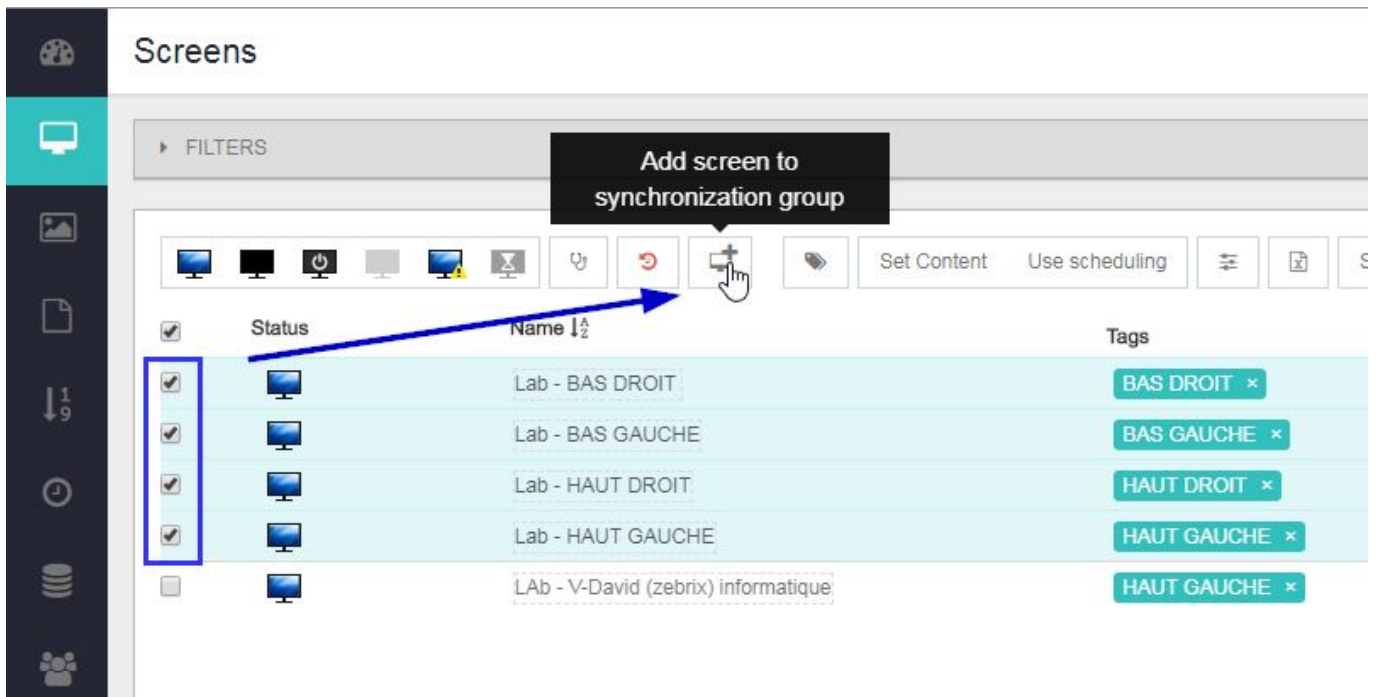 Screens
FILTERS
Add screen to
synchronization group
Set Content Use scheduling
Status Name Tags
Lab - BAS DROIT BAS DROIT ×
Lab - BAS GAUCHE BAS GAUCHE ×
Lab - HAUT DROIT HAUT DROIT ×
Lab - HAUT GAUCHE HAUT GAUCHE ×
LAb - V-David (zebrix) informatique HAUT GAUCHE ×